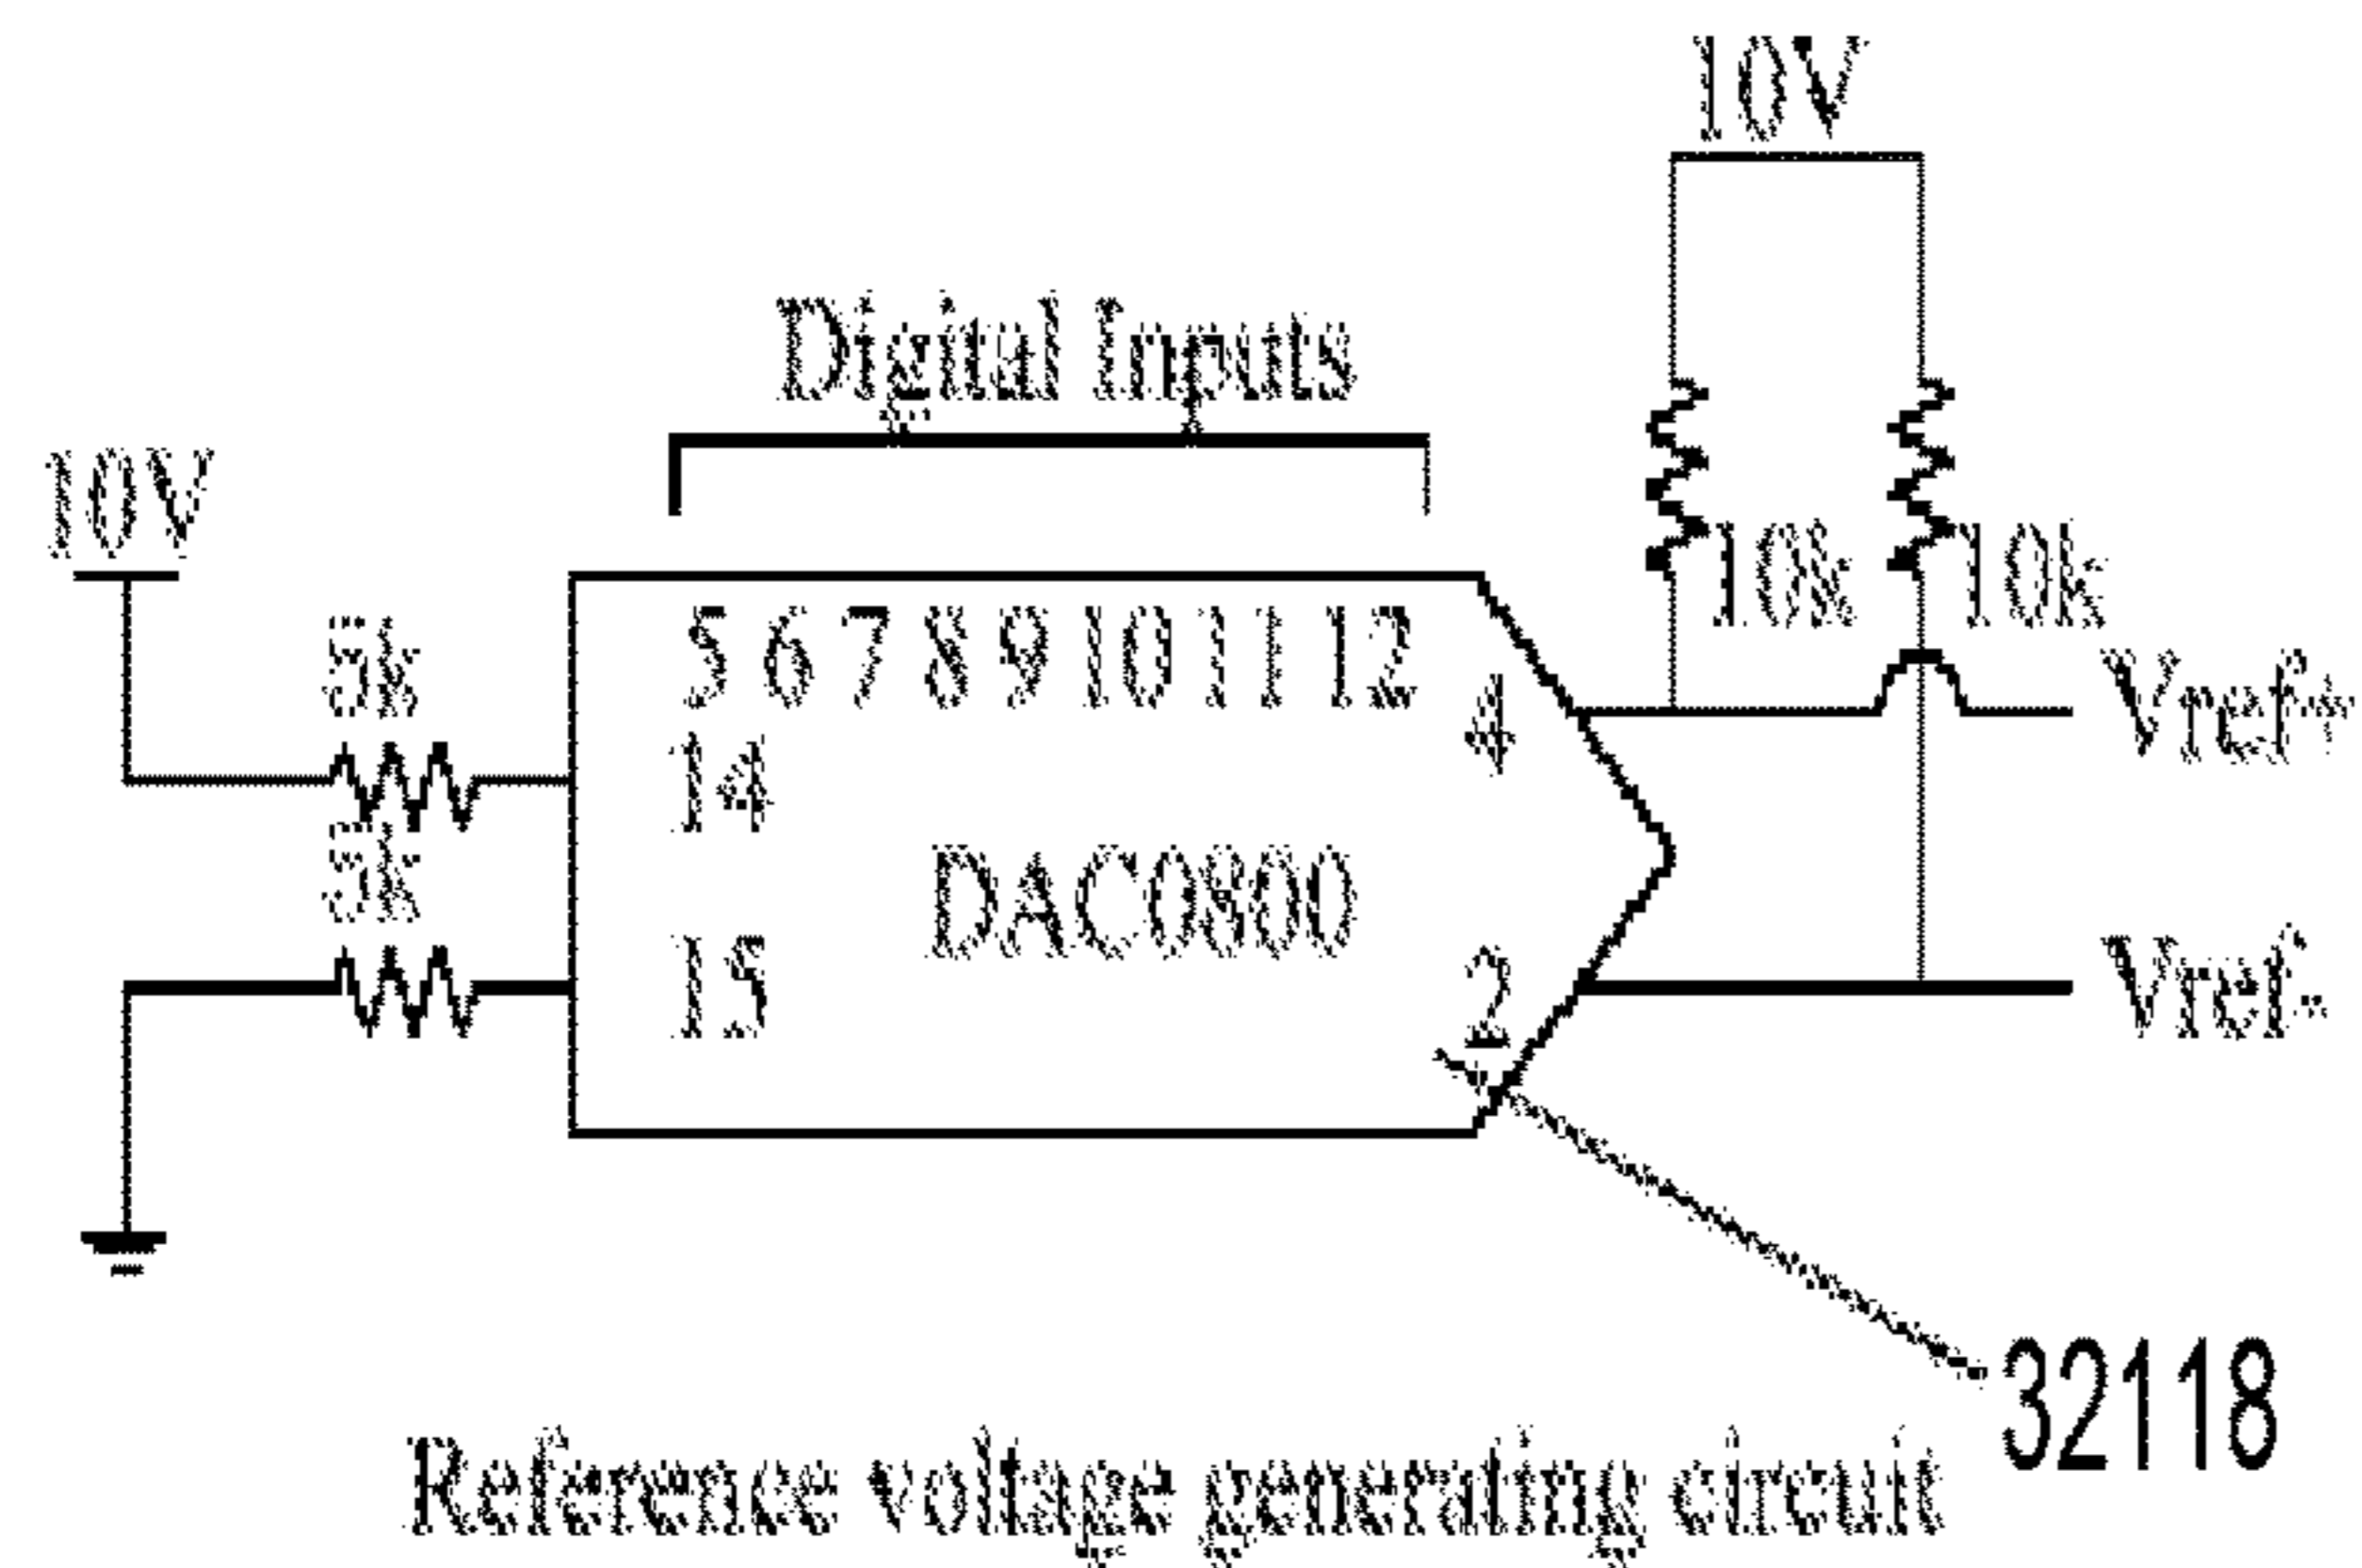 10V
Digital Inputs
10V
10k 10k
5k
5 6 7 8 9 10 11 12
4
Vref+
14
5k
DAC0800
15
2
Vref-
32118
Reference voltage generating circuit